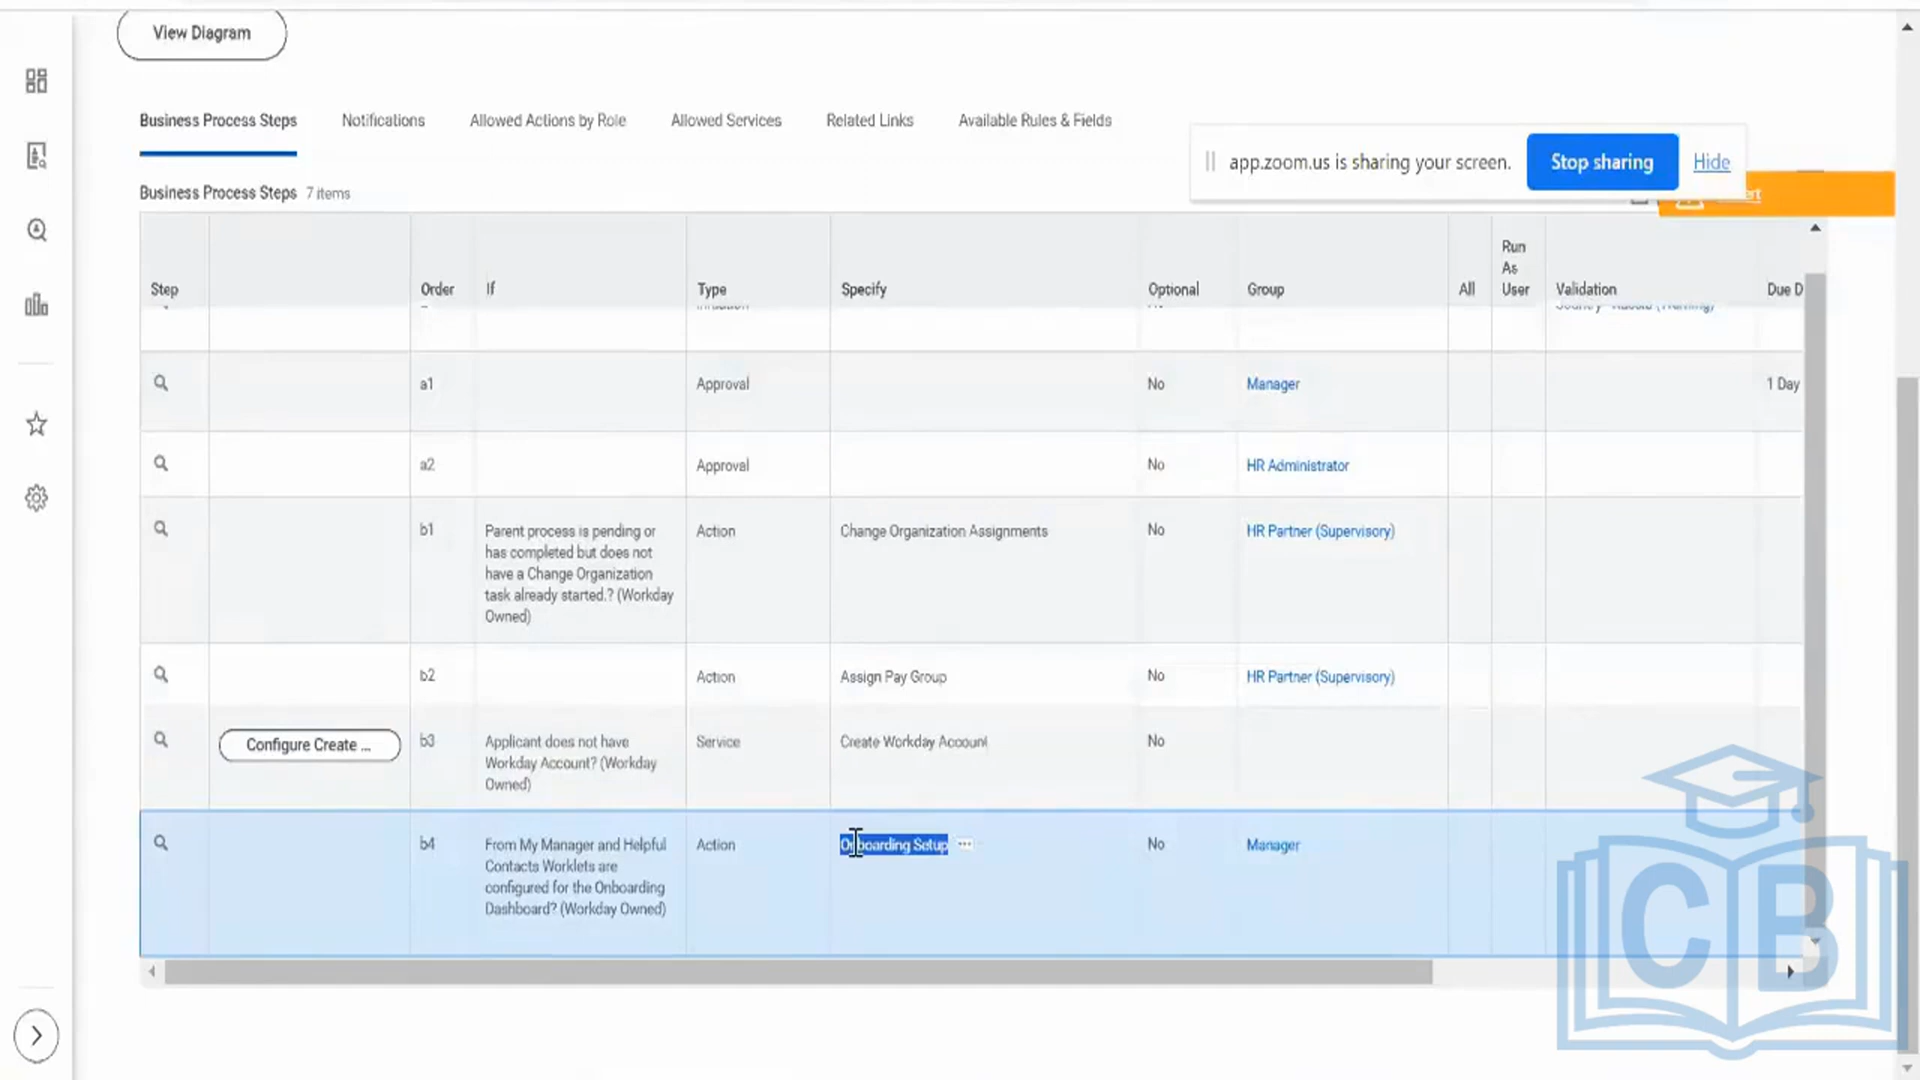 View Diagram
Business Process Steps Notifications Allowed Actions by Role Allowed Services Related Links Available Rules & Fields
app.zoom.us is sharing your screen. Stop sharing Hide
Business Process Steps 7 items
Step Order If Type Specify Optional Group All Run As User Validation Due D
a1 Approval No Manager 1 Day
a2 Approval No HR Administrator
b1 Parent process is pending or Action Change Organization Assignments No HR Partner (Supervisory)
has completed but does not
have a Change Organization
task already started.? (Workday
Owned)
b2 Action Assign Pay Group No HR Partner (Supervisory)
Configure Create ... b3 Applicant does not have Service Create Workday Account No
Workday Account? (Workday
Owned)
b4 From My Manager and Helpful Action Onboarding Setup No Manager
Contacts Worklets are
configured for the Onboarding
Dashboard? (Workday Owned)
CB